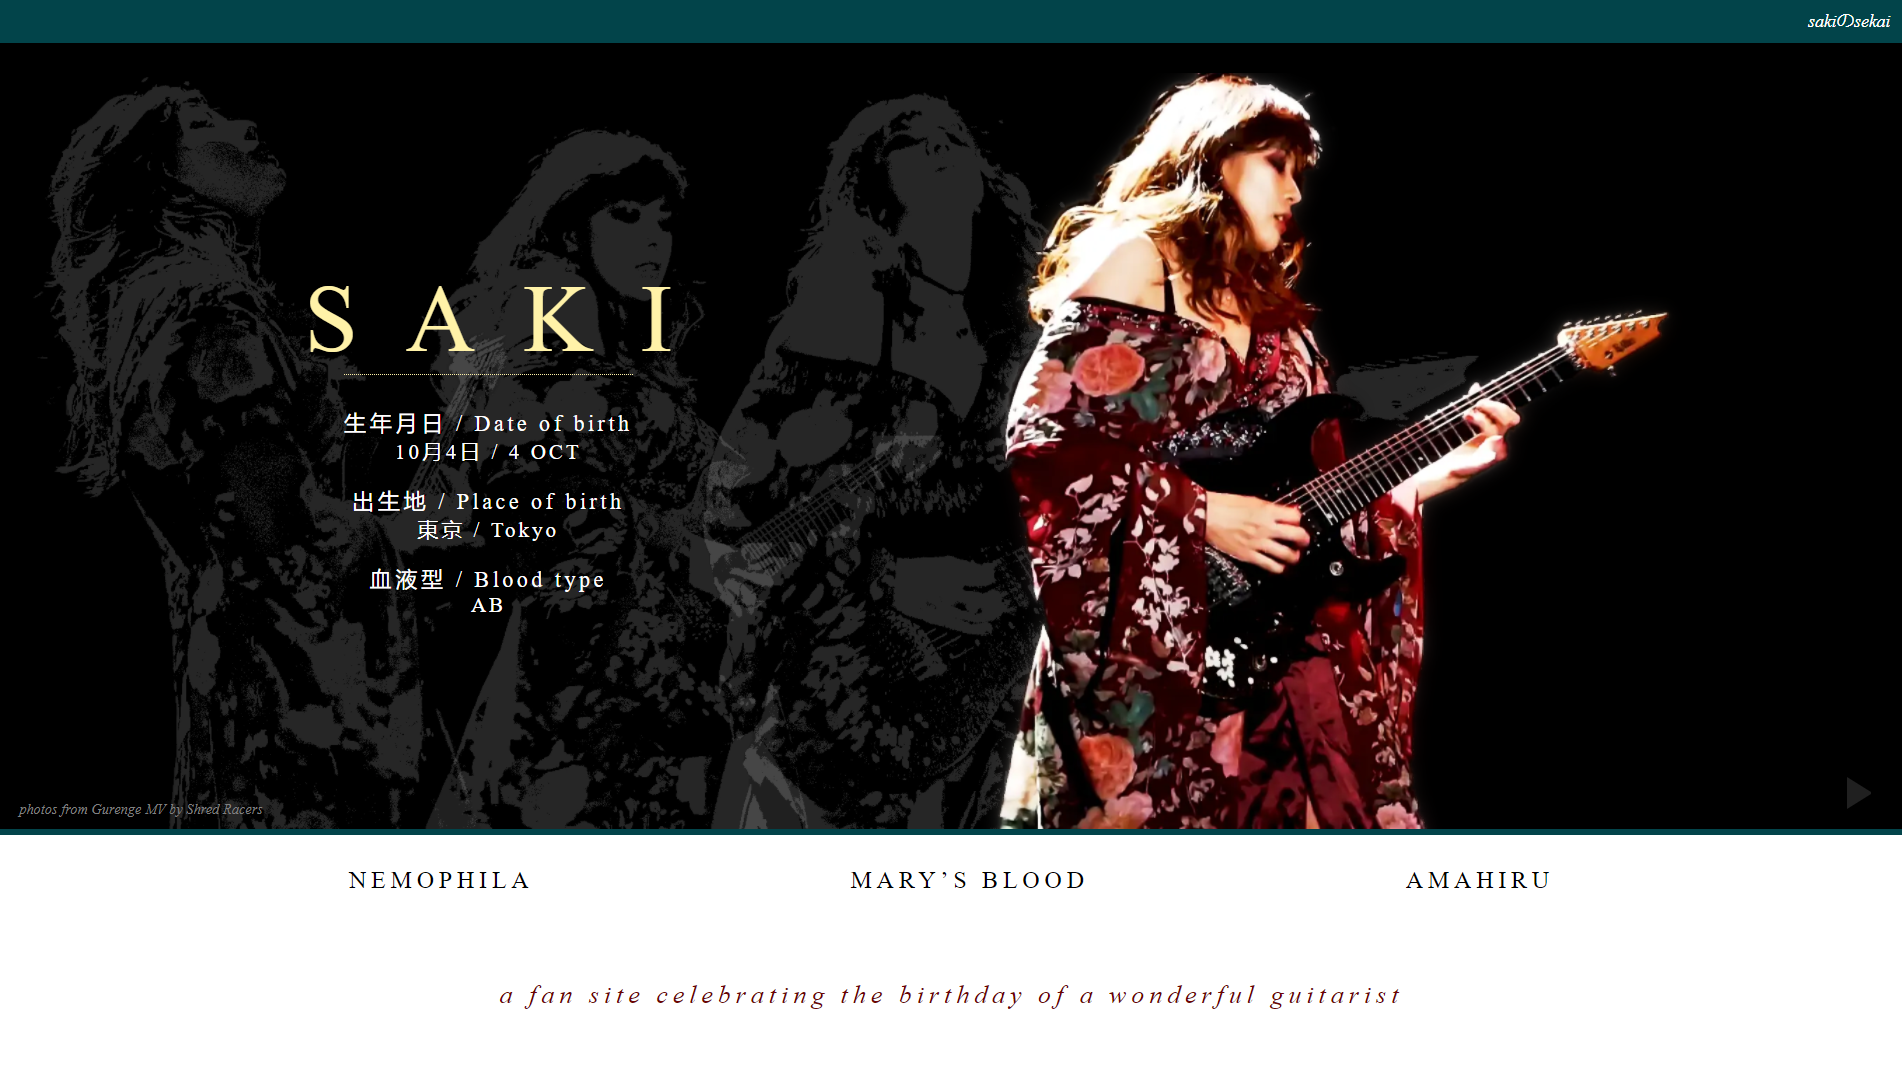 sakiのsekai
SAKI
生年月日 / Date of birth
10月4日 / 4 OCT
出生地 / Place of birth
東京 / Tokyo
血液型 / Blood type
AB
photos from Gurenge MV by Shred Racers
NEMOPHILA
MARY’S BLOOD
AMAHIRU
a fan site celebrating the birthday of a wonderful guitarist